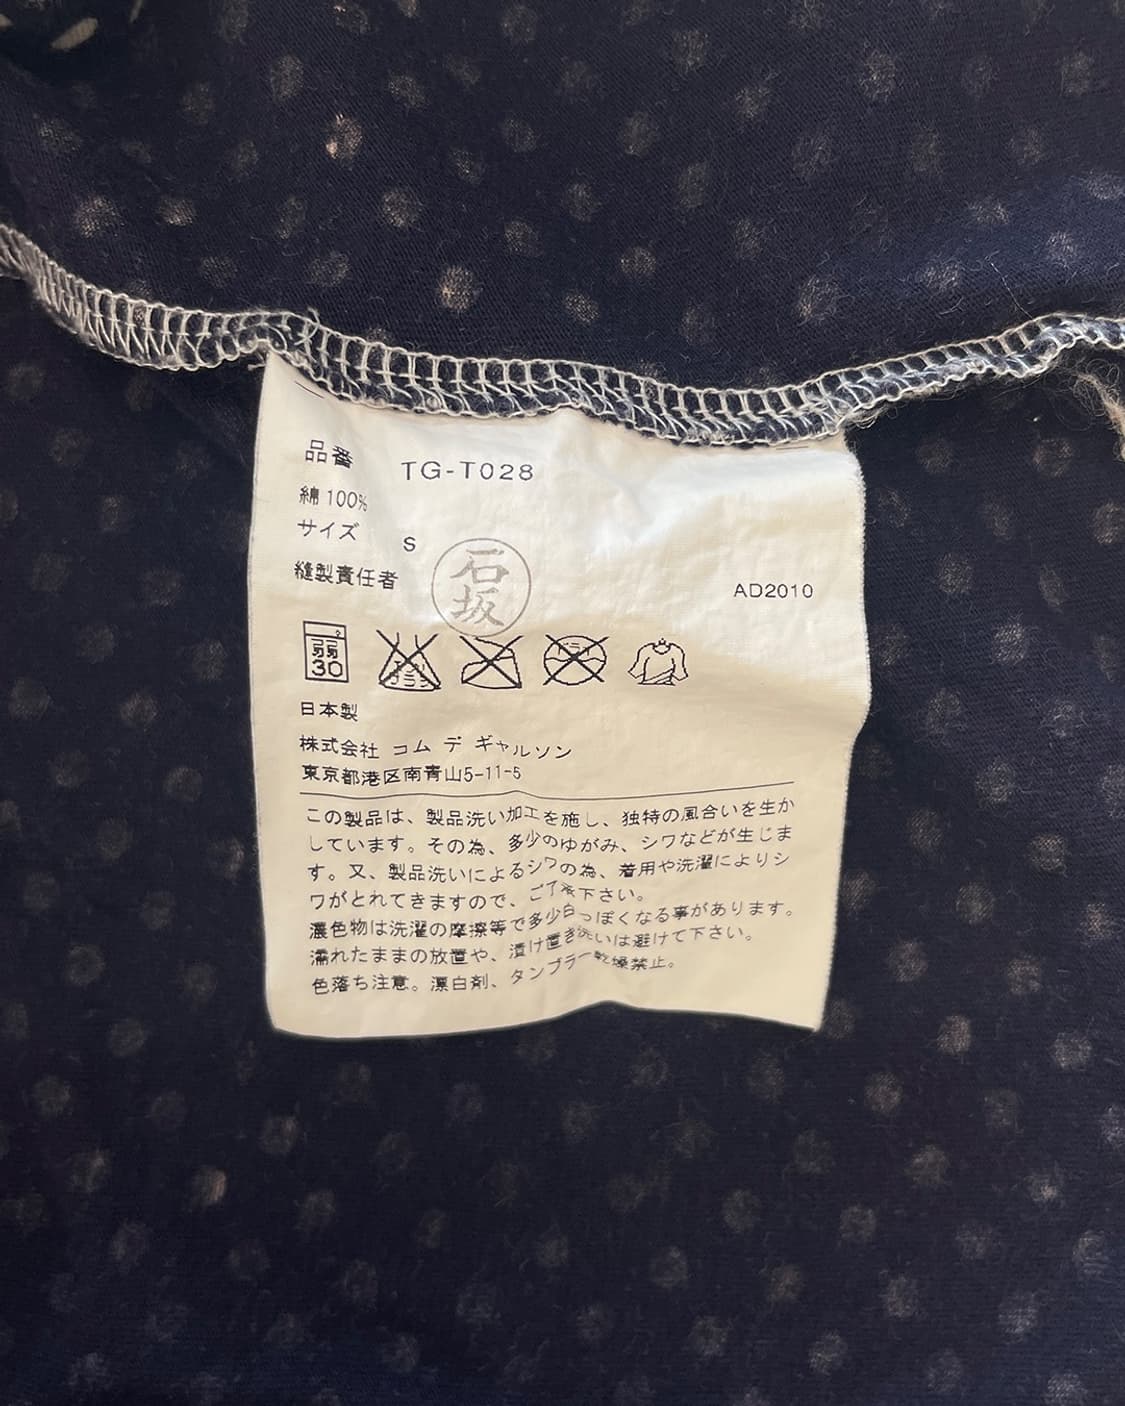 品番 TG-T028
綿100%
サイズ S
縫製責任者 石坂
AD2010
弱 30 エンソ ドライ
日本製
株式会社 コム デ ギャルソン
東京都港区南青山5-11-5
この製品は、製品洗い加工を施し、独特の風合いを生か
しています。その為、多少のゆがみ、シワなどが生じま
す。又、製品洗いによるシワの為、着用や洗濯によりシ
ワがとれてきますので、ご了承下さい。
濃色物は洗濯の摩擦等で多少白っぽくなる事があります。
濡れたままの放置や、漬け置き洗いは避けて下さい。
色落ち注意。漂白剤、タンブラー乾燥禁止。